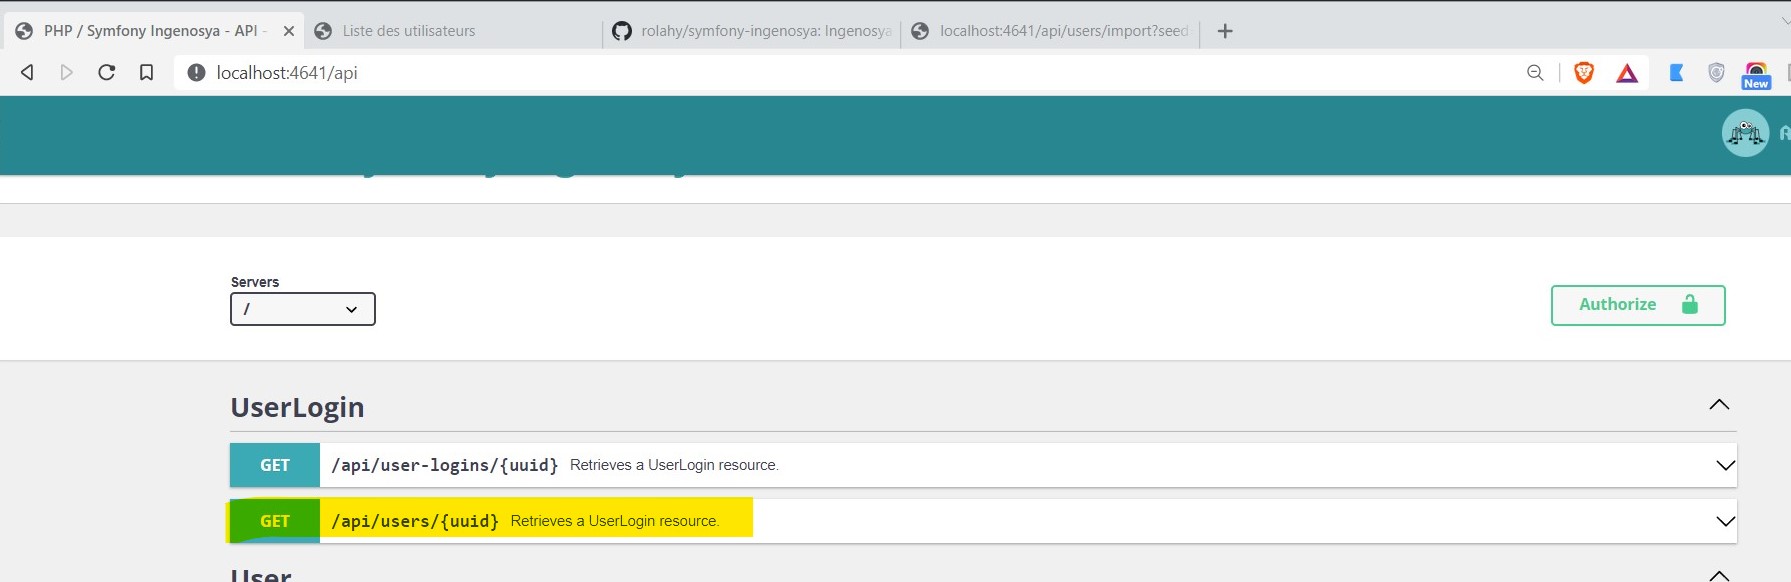 PHP / Symfony Ingenosya - API -
Liste des utilisateurs
rolahy/symfony-ingenosya: Ingenosya
localhost:4641/api/users/import?seed
localhost:4641/api
New
Servers
/
Authorize
UserLogin
GET /api/user-logins/{uuid} Retrieves a UserLogin resource.
GET /api/users/{uuid} Retrieves a UserLogin resource.
User